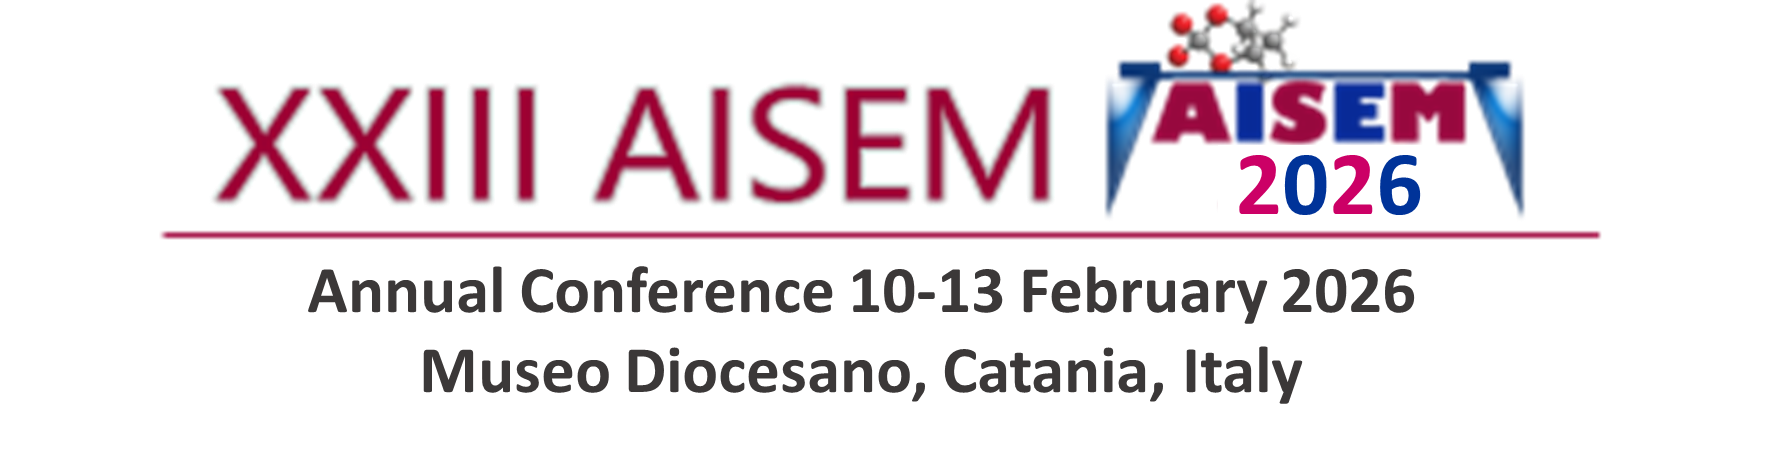 XXIII AISEM
AISEM
2026
Annual Conference 10-13 February 2026
Museo Diocesano, Catania, Italy